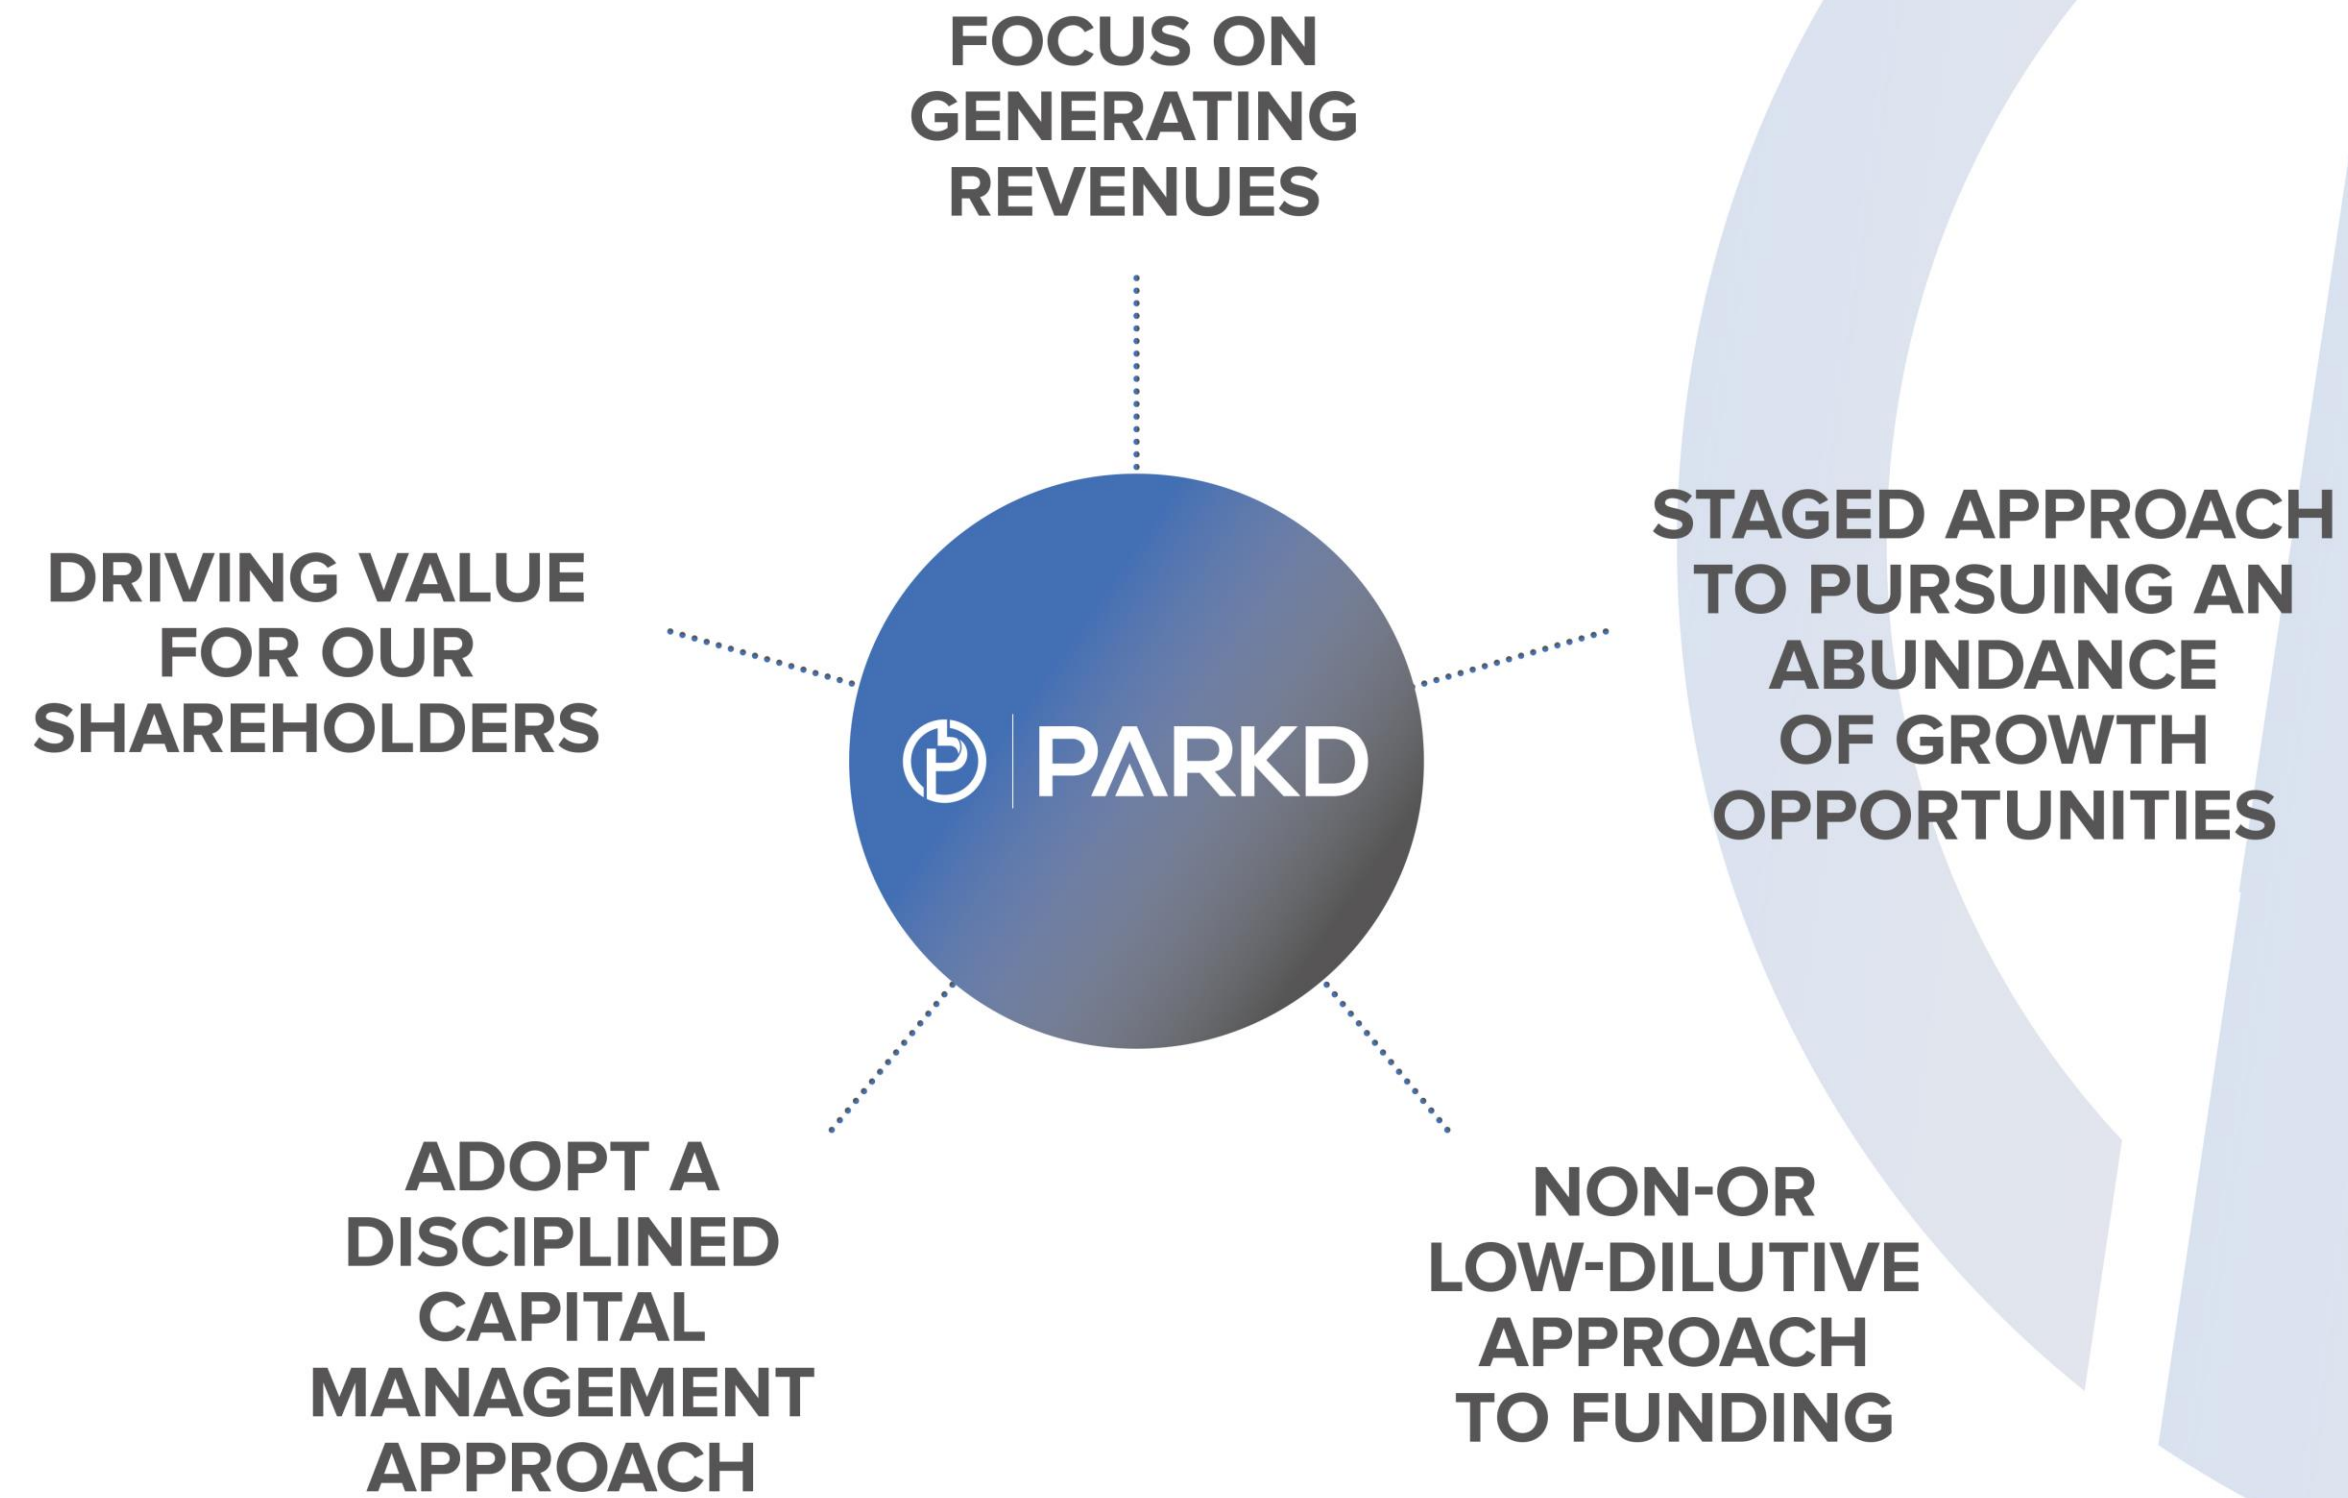 FOCUS ON
GENERATING
REVENUES
STAGED APPROACH
TO PURSUING AN
ABUNDANCE
OF GROWTH
OPPORTUNITIES
DRIVING VALUE
FOR OUR
SHAREHOLDERS
PARKD
ADOPT A
DISCIPLINED
CAPITAL
MANAGEMENT
APPROACH
NON-OR
LOW-DILUTIVE
APPROACH
TO FUNDING